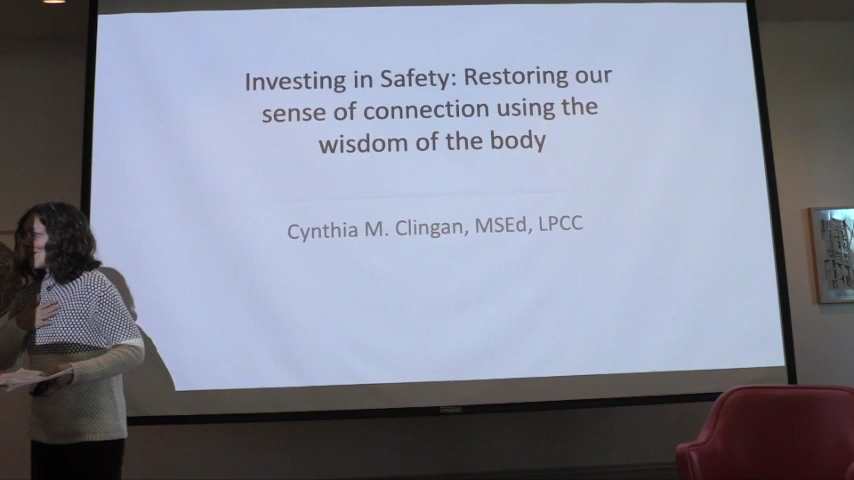 Investing in Safety: Restoring our
sense of connection using the
wisdom of the body
Cynthia M. Clingan, MSEd, LPCC